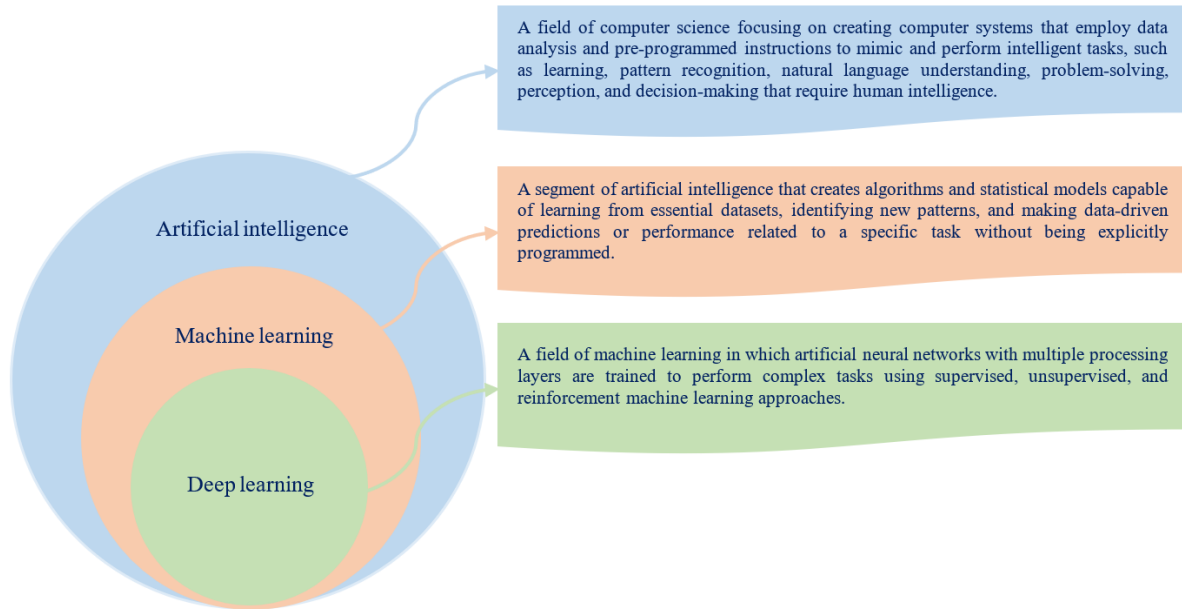 A field of computer science focusing on creating computer systems that employ data
analysis and pre-programmed instructions to mimic and perform intelligent tasks, such
as learning, pattern recognition, natural language understanding, problem-solving,
perception, and decision-making that require human intelligence.
A segment of artificial intelligence that creates algorithms and statistical models capable
of learning from essential datasets, identifying new patterns, and making data-driven
predictions or performance related to a specific task without being explicitly
programmed.
A field of machine learning in which artificial neural networks with multiple processing
layers are trained to perform complex tasks using supervised, unsupervised, and
reinforcement machine learning approaches.
Artificial intelligence
Machine learning
Deep learning